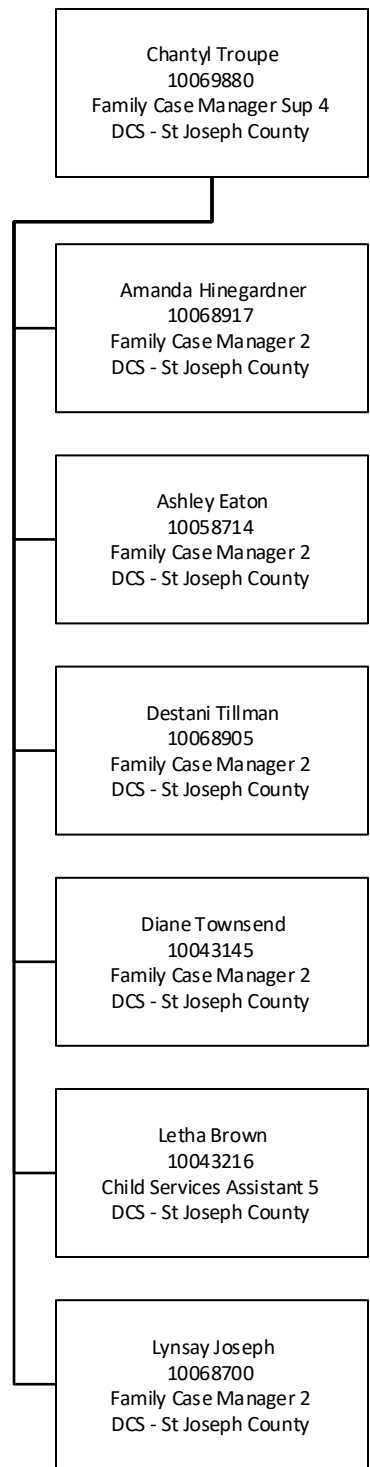 Chantyl Troupe
10069880
Family Case Manager Sup 4
DCS - St Joseph County
Amanda Hinegardner
10068917
Family Case Manager 2
DCS - St Joseph County
Ashley Eaton
10058714
Family Case Manager 2
DCS - St Joseph County
Destani Tillman
10068905
Family Case Manager 2
DCS - St Joseph County
Diane Townsend
10043145
Family Case Manager 2
DCS - St Joseph County
Letha Brown
10043216
Child Services Assistant 5
DCS - St Joseph County
Lynsay Joseph
10068700
Family Case Manager 2
DCS - St Joseph County